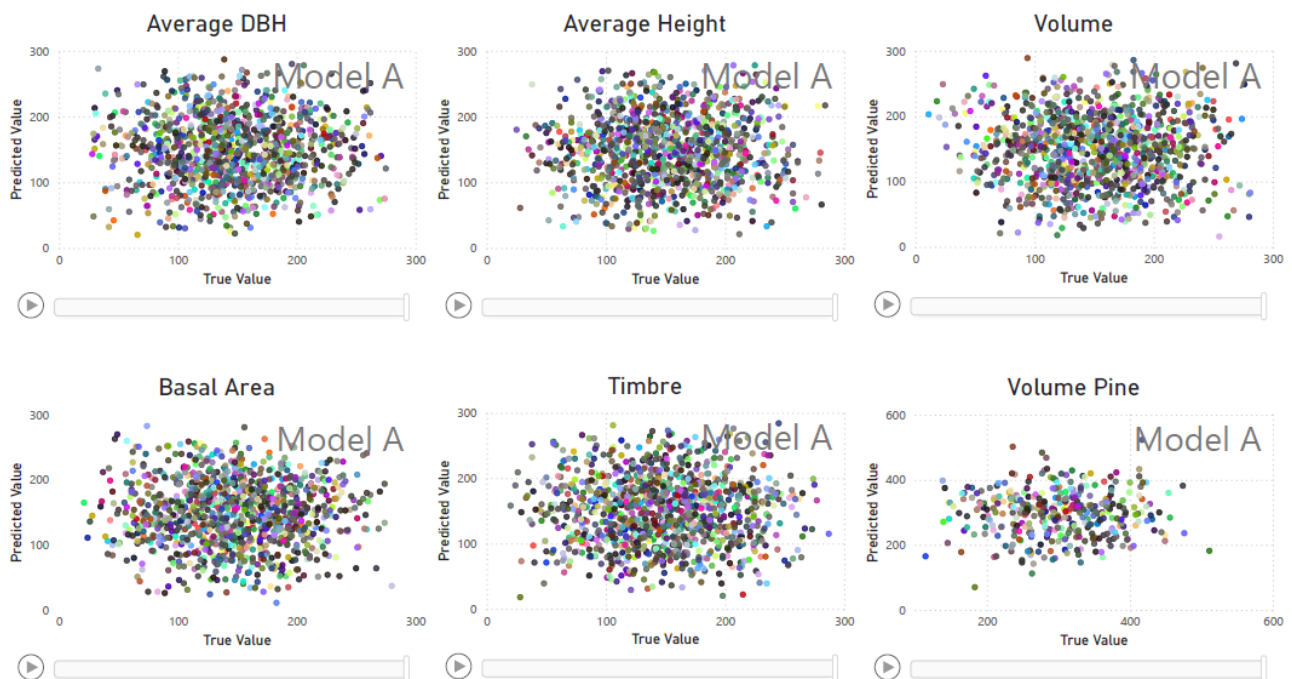 Average DBH
Average Height
Volume
300
200
100
0
Predicted Value
Model A
0
100
200
300
True Value
300
200
100
0
Predicted Value
Model A
0
100
200
300
True Value
300
200
100
0
Predicted Value
Model A
0
100
200
300
True Value
Basal Area
Timbre
Volume Pine
300
200
100
0
Predicted Value
Model A
0
100
200
300
True Value
300
200
100
0
Predicted Value
Model A
0
100
200
300
True Value
600
400
200
0
Predicted Value
Model A
200
400
600
True Value